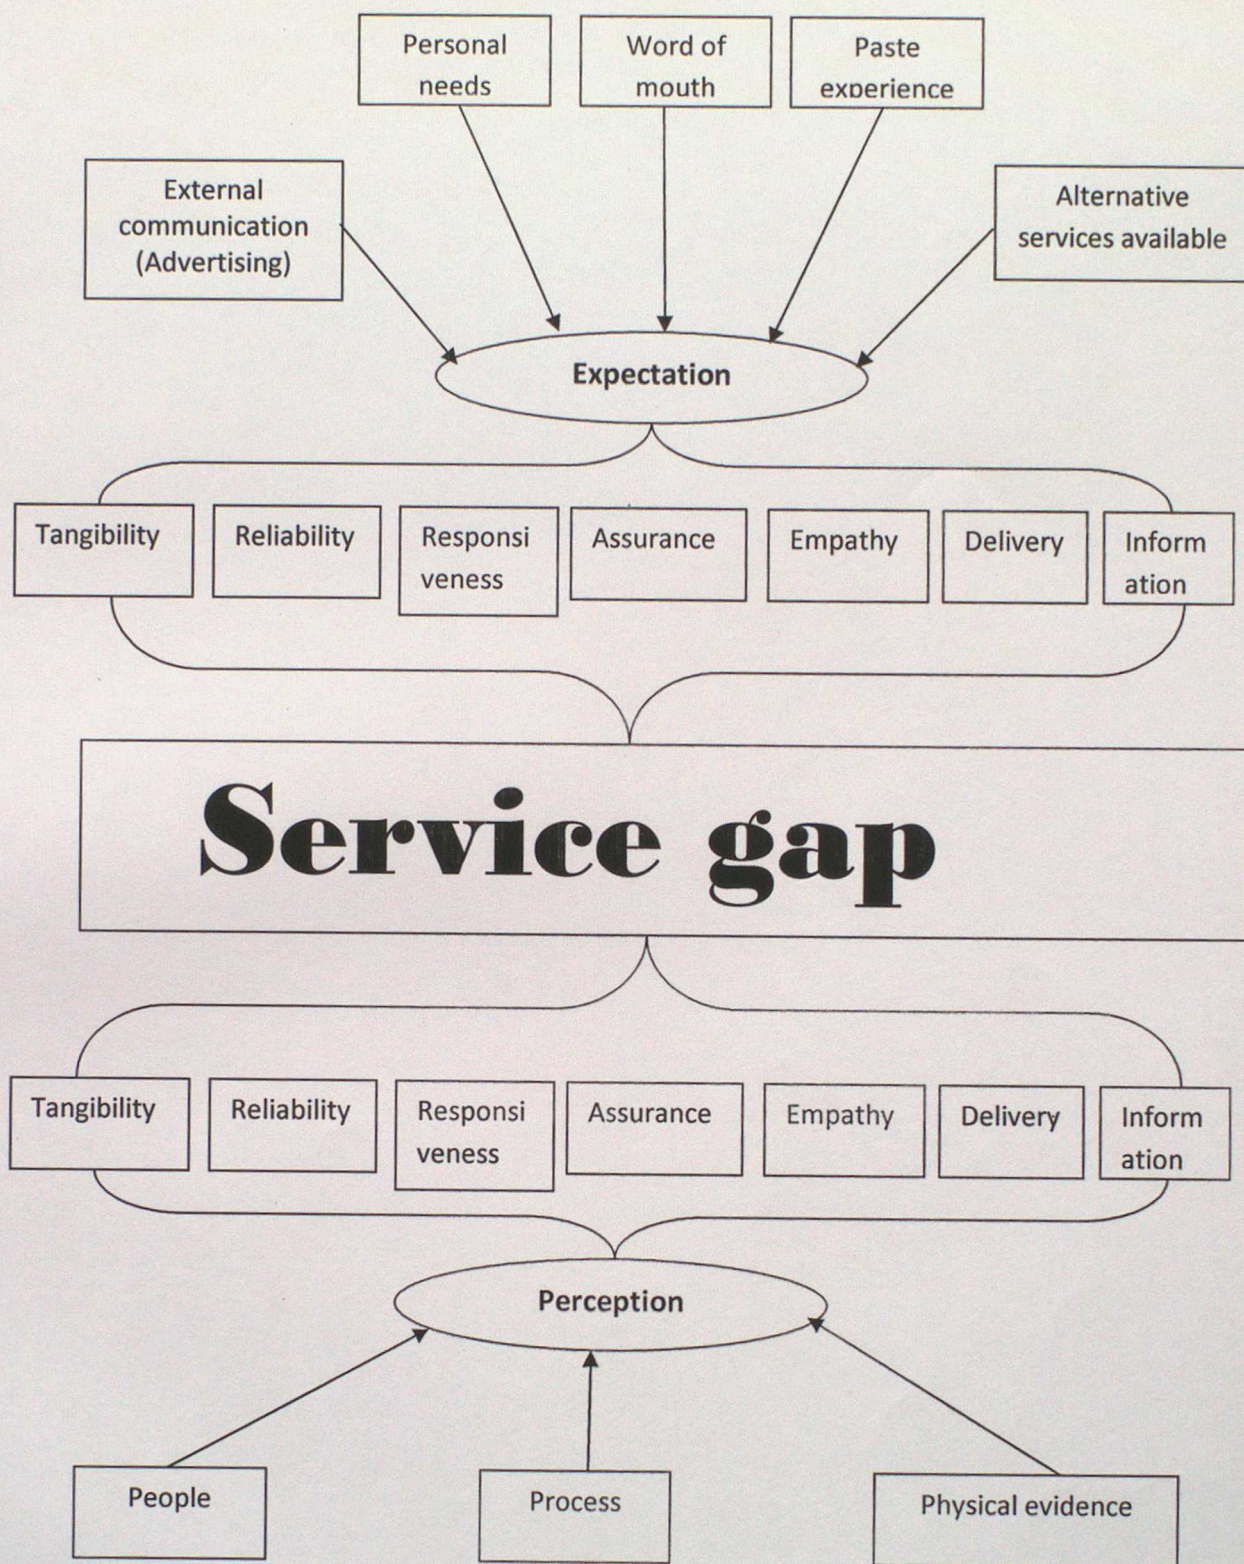 Personal
needs
Word of
mouth
Paste
experience
External
communication
(Advertising)
Alternative
services available
Expectation
Tangibility
Reliability
Responsi
veness
Assurance
Empathy
Delivery
Inform
ation
Service gap
Tangibility
Reliability
Responsi
veness
Assurance
Empathy
Delivery
Inform
ation
Perception
People
Process
Physical evidence